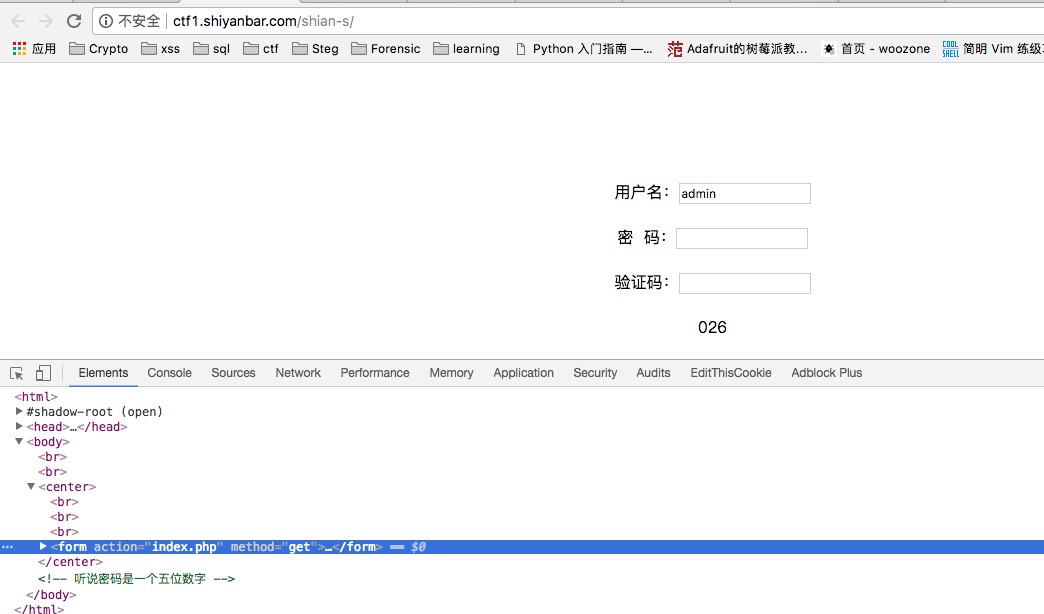 不安全 ctf1.shiyanbar.com/shian-s/
应用 Crypto xss sql ctf Steg Forensic learning Python 入门指南 —... Adafruit的树莓派教... 首页 - woozone COOL SHELL 简明 Vim 练级
用户名： admin
密 码：
验证码：
026
Elements Console Sources Network Performance Memory Application Security Audits EditThisCookie Adblock Plus
<html>
▶#shadow-root (open)
▶<head>…</head>
▼<body>
<br>
<br>
▼<center>
<br>
<br>
<br>
… ▶<form action="index.php" method="get">…</form> == $0
</center>
<!-- 听说密码是一个五位数字 -->
</body>
</html>